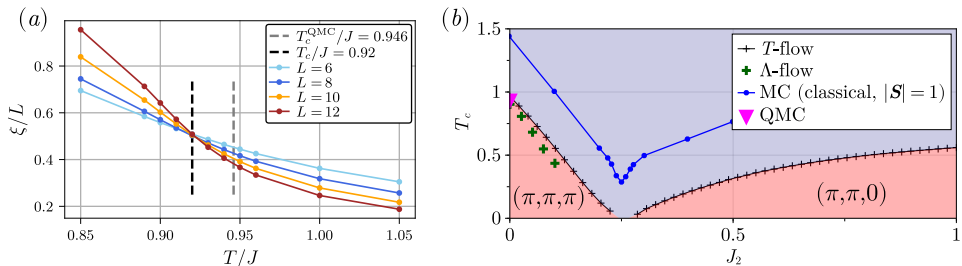 (a)
T_c^QMC/J = 0.946
T_c/J = 0.92
L = 6
L = 8
L = 10
L = 12
0.8
0.6
0.4
0.2
ξ/L
0.85
0.90
0.95
1.00
1.05
T/J
(b)
T-flow
Λ-flow
MC (classical, |S| = 1)
QMC
1.5
1
0.5
0
T_c
(π,π,π)
(π,π,0)
0
0.5
1
J_2